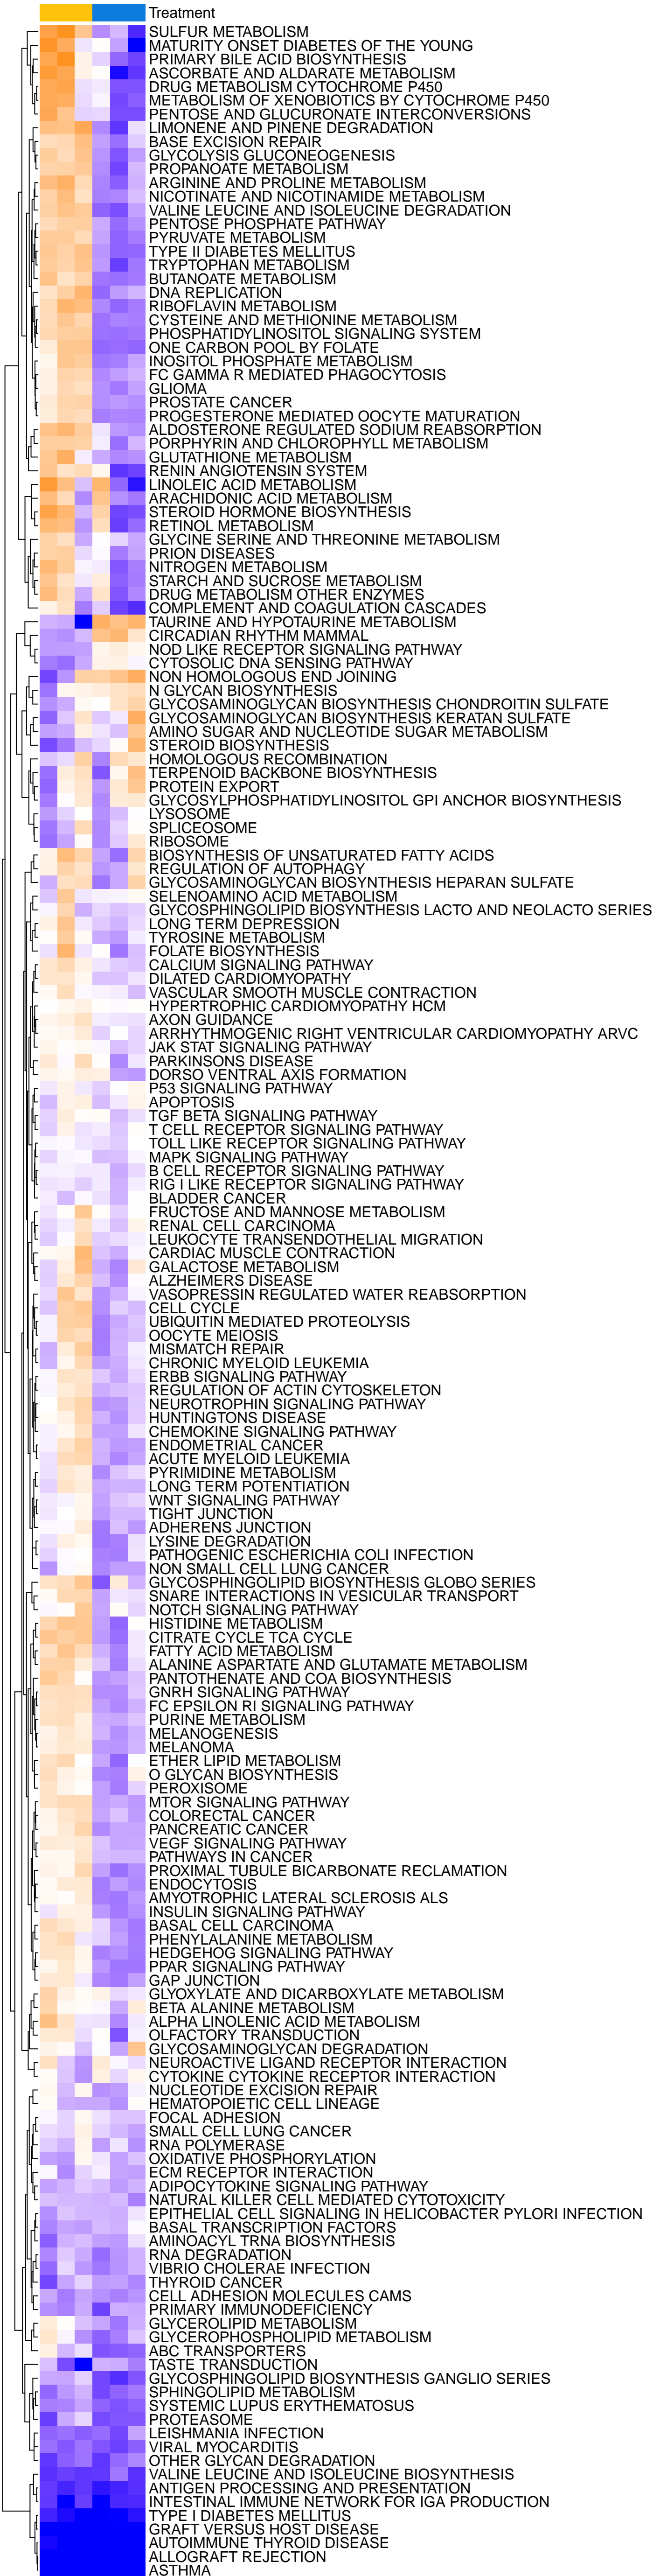 Treatment
SULFUR METABOLISM
MATURITY ONSET DIABETES OF THE YOUNG
PRIMARY BILE ACID BIOSYNTHESIS
ASCORBATE AND ALDARATE METABOLISM
DRUG METABOLISM CYTOCHROME P450
METABOLISM OF XENOBIOTICS BY CYTOCHROME P450
PENTOSE AND GLUCURONATE INTERCONVERSIONS
LIMONENE AND PINENE DEGRADATION
BASE EXCISION REPAIR
GLYCOLYSIS GLUCONEOGENESIS
PROPANOATE METABOLISM
ARGININE AND PROLINE METABOLISM
NICOTINATE AND NICOTINAMIDE METABOLISM
VALINE LEUCINE AND ISOLEUCINE DEGRADATION
PENTOSE PHOSPHATE PATHWAY
PYRUVATE METABOLISM
TYPE II DIABETES MELLITUS
TRYPTOPHAN METABOLISM
BUTANOATE METABOLISM
DNA REPLICATION
RIBOFLAVIN METABOLISM
CYSTEINE AND METHIONINE METABOLISM
PHOSPHATIDYLINOSITOL SIGNALING SYSTEM
ONE CARBON POOL BY FOLATE
INOSITOL PHOSPHATE METABOLISM
FC GAMMA R MEDIATED PHAGOCYTOSIS
GLIOMA
PROSTATE CANCER
PROGESTERONE MEDIATED OOCYTE MATURATION
ALDOSTERONE REGULATED SODIUM REABSORPTION
PORPHYRIN AND CHLOROPHYLL METABOLISM
GLUTATHIONE METABOLISM
RENIN ANGIOTENSIN SYSTEM
LINOLEIC ACID METABOLISM
ARACHIDONIC ACID METABOLISM
STEROID HORMONE BIOSYNTHESIS
RETINOL METABOLISM
GLYCINE SERINE AND THREONINE METABOLISM
PRION DISEASES
NITROGEN METABOLISM
STARCH AND SUCROSE METABOLISM
DRUG METABOLISM OTHER ENZYMES
COMPLEMENT AND COAGULATION CASCADES
TAURINE AND HYPOTAURINE METABOLISM
CIRCADIAN RHYTHM MAMMAL
NOD LIKE RECEPTOR SIGNALING PATHWAY
CYTOSOLIC DNA SENSING PATHWAY
NON HOMOLOGOUS END JOINING
N GLYCAN BIOSYNTHESIS
GLYCOSAMINOGLYCAN BIOSYNTHESIS CHONDROITIN SULFATE
GLYCOSAMINOGLYCAN BIOSYNTHESIS KERATAN SULFATE
AMINO SUGAR AND NUCLEOTIDE SUGAR METABOLISM
STEROID BIOSYNTHESIS
HOMOLOGOUS RECOMBINATION
TERPENOID BACKBONE BIOSYNTHESIS
PROTEIN EXPORT
GLYCOSYLPHOSPHATIDYLINOSITOL GPI ANCHOR BIOSYNTHESIS
LYSOSOME
SPLICEOSOME
RIBOSOME
BIOSYNTHESIS OF UNSATURATED FATTY ACIDS
REGULATION OF AUTOPHAGY
GLYCOSAMINOGLYCAN BIOSYNTHESIS HEPARAN SULFATE
SELENOAMINO ACID METABOLISM
GLYCOSPHINGOLIPID BIOSYNTHESIS LACTO AND NEOLACTO SERIES
LONG TERM DEPRESSION
TYROSINE METABOLISM
FOLATE BIOSYNTHESIS
CALCIUM SIGNALING PATHWAY
DILATED CARDIOMYOPATHY
VASCULAR SMOOTH MUSCLE CONTRACTION
HYPERTROPHIC CARDIOMYOPATHY HCM
AXON GUIDANCE
ARRHYTHMOGENIC RIGHT VENTRICULAR CARDIOMYOPATHY ARVC
JAK STAT SIGNALING PATHWAY
PARKINSONS DISEASE
DORSO VENTRAL AXIS FORMATION
P53 SIGNALING PATHWAY
APOPTOSIS
TGF BETA SIGNALING PATHWAY
T CELL RECEPTOR SIGNALING PATHWAY
TOLL LIKE RECEPTOR SIGNALING PATHWAY
MAPK SIGNALING PATHWAY
B CELL RECEPTOR SIGNALING PATHWAY
RIG I LIKE RECEPTOR SIGNALING PATHWAY
BLADDER CANCER
FRUCTOSE AND MANNOSE METABOLISM
RENAL CELL CARCINOMA
LEUKOCYTE TRANSENDOTHELIAL MIGRATION
CARDIAC MUSCLE CONTRACTION
GALACTOSE METABOLISM
ALZHEIMERS DISEASE
VASOPRESSIN REGULATED WATER REABSORPTION
CELL CYCLE
UBIQUITIN MEDIATED PROTEOLYSIS
OOCYTE MEIOSIS
MISMATCH REPAIR
CHRONIC MYELOID LEUKEMIA
ERBB SIGNALING PATHWAY
REGULATION OF ACTIN CYTOSKELETON
NEUROTROPHIN SIGNALING PATHWAY
HUNTINGTONS DISEASE
CHEMOKINE SIGNALING PATHWAY
ENDOMETRIAL CANCER
ACUTE MYELOID LEUKEMIA
PYRIMIDINE METABOLISM
LONG TERM POTENTIATION
WNT SIGNALING PATHWAY
TIGHT JUNCTION
ADHERENS JUNCTION
LYSINE DEGRADATION
PATHOGENIC ESCHERICHIA COLI INFECTION
NON SMALL CELL LUNG CANCER
GLYCOSPHINGOLIPID BIOSYNTHESIS GLOBO SERIES
SNARE INTERACTIONS IN VESICULAR TRANSPORT
NOTCH SIGNALING PATHWAY
HISTIDINE METABOLISM
CITRATE CYCLE TCA CYCLE
FATTY ACID METABOLISM
ALANINE ASPARTATE AND GLUTAMATE METABOLISM
PANTOTHENATE AND COA BIOSYNTHESIS
GNRH SIGNALING PATHWAY
FC EPSILON RI SIGNALING PATHWAY
PURINE METABOLISM
MELANOGENESIS
MELANOMA
ETHER LIPID METABOLISM
O GLYCAN BIOSYNTHESIS
PEROXISOME
MTOR SIGNALING PATHWAY
COLORECTAL CANCER
PANCREATIC CANCER
VEGF SIGNALING PATHWAY
PATHWAYS IN CANCER
PROXIMAL TUBULE BICARBONATE RECLAMATION
ENDOCYTOSIS
AMYOTROPHIC LATERAL SCLEROSIS ALS
INSULIN SIGNALING PATHWAY
BASAL CELL CARCINOMA
PHENYLALANINE METABOLISM
HEDGEHOG SIGNALING PATHWAY
PPAR SIGNALING PATHWAY
GAP JUNCTION
GLYOXYLATE AND DICARBOXYLATE METABOLISM
BETA ALANINE METABOLISM
ALPHA LINOLENIC ACID METABOLISM
OLFACTORY TRANSDUCTION
GLYCOSAMINOGLYCAN DEGRADATION
NEUROACTIVE LIGAND RECEPTOR INTERACTION
CYTOKINE CYTOKINE RECEPTOR INTERACTION
NUCLEOTIDE EXCISION REPAIR
HEMATOPOIETIC CELL LINEAGE
FOCAL ADHESION
SMALL CELL LUNG CANCER
RNA POLYMERASE
OXIDATIVE PHOSPHORYLATION
ECM RECEPTOR INTERACTION
ADIPOCYTOKINE SIGNALING PATHWAY
NATURAL KILLER CELL MEDIATED CYTOTOXICITY
EPITHELIAL CELL SIGNALING IN HELICOBACTER PYLORI INFECTION
BASAL TRANSCRIPTION FACTORS
AMINOACYL TRNA BIOSYNTHESIS
RNA DEGRADATION
VIBRIO CHOLERAE INFECTION
THYROID CANCER
CELL ADHESION MOLECULES CAMS
PRIMARY IMMUNODEFICIENCY
GLYCEROLIPID METABOLISM
GLYCEROPHOSPHOLIPID METABOLISM
ABC TRANSPORTERS
TASTE TRANSDUCTION
GLYCOSPHINGOLIPID BIOSYNTHESIS GANGLIO SERIES
SPHINGOLIPID METABOLISM
SYSTEMIC LUPUS ERYTHEMATOSUS
PROTEASOME
LEISHMANIA INFECTION
VIRAL MYOCARDITIS
OTHER GLYCAN DEGRADATION
VALINE LEUCINE AND ISOLEUCINE BIOSYNTHESIS
ANTIGEN PROCESSING AND PRESENTATION
INTESTINAL IMMUNE NETWORK FOR IGA PRODUCTION
TYPE I DIABETES MELLITUS
GRAFT VERSUS HOST DISEASE
AUTOIMMUNE THYROID DISEASE
ALLOGRAFT REJECTION
ASTHMA